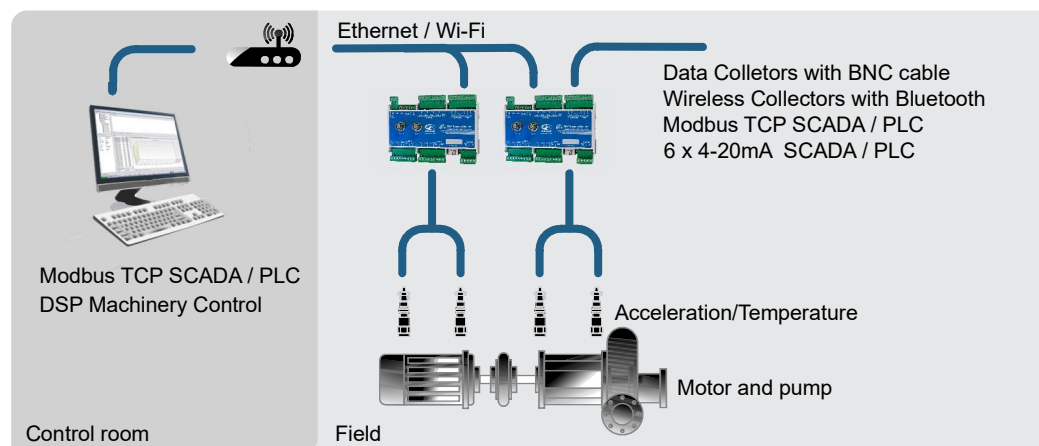 Ethernet / Wi-Fi
Data Colletors with BNC cable
Wireless Collectors with Bluetooth
Modbus TCP SCADA / PLC
6 x 4-20mA  SCADA / PLC
Modbus TCP SCADA / PLC
DSP Machinery Control
Acceleration/Temperature
Motor and pump
Control room
Field